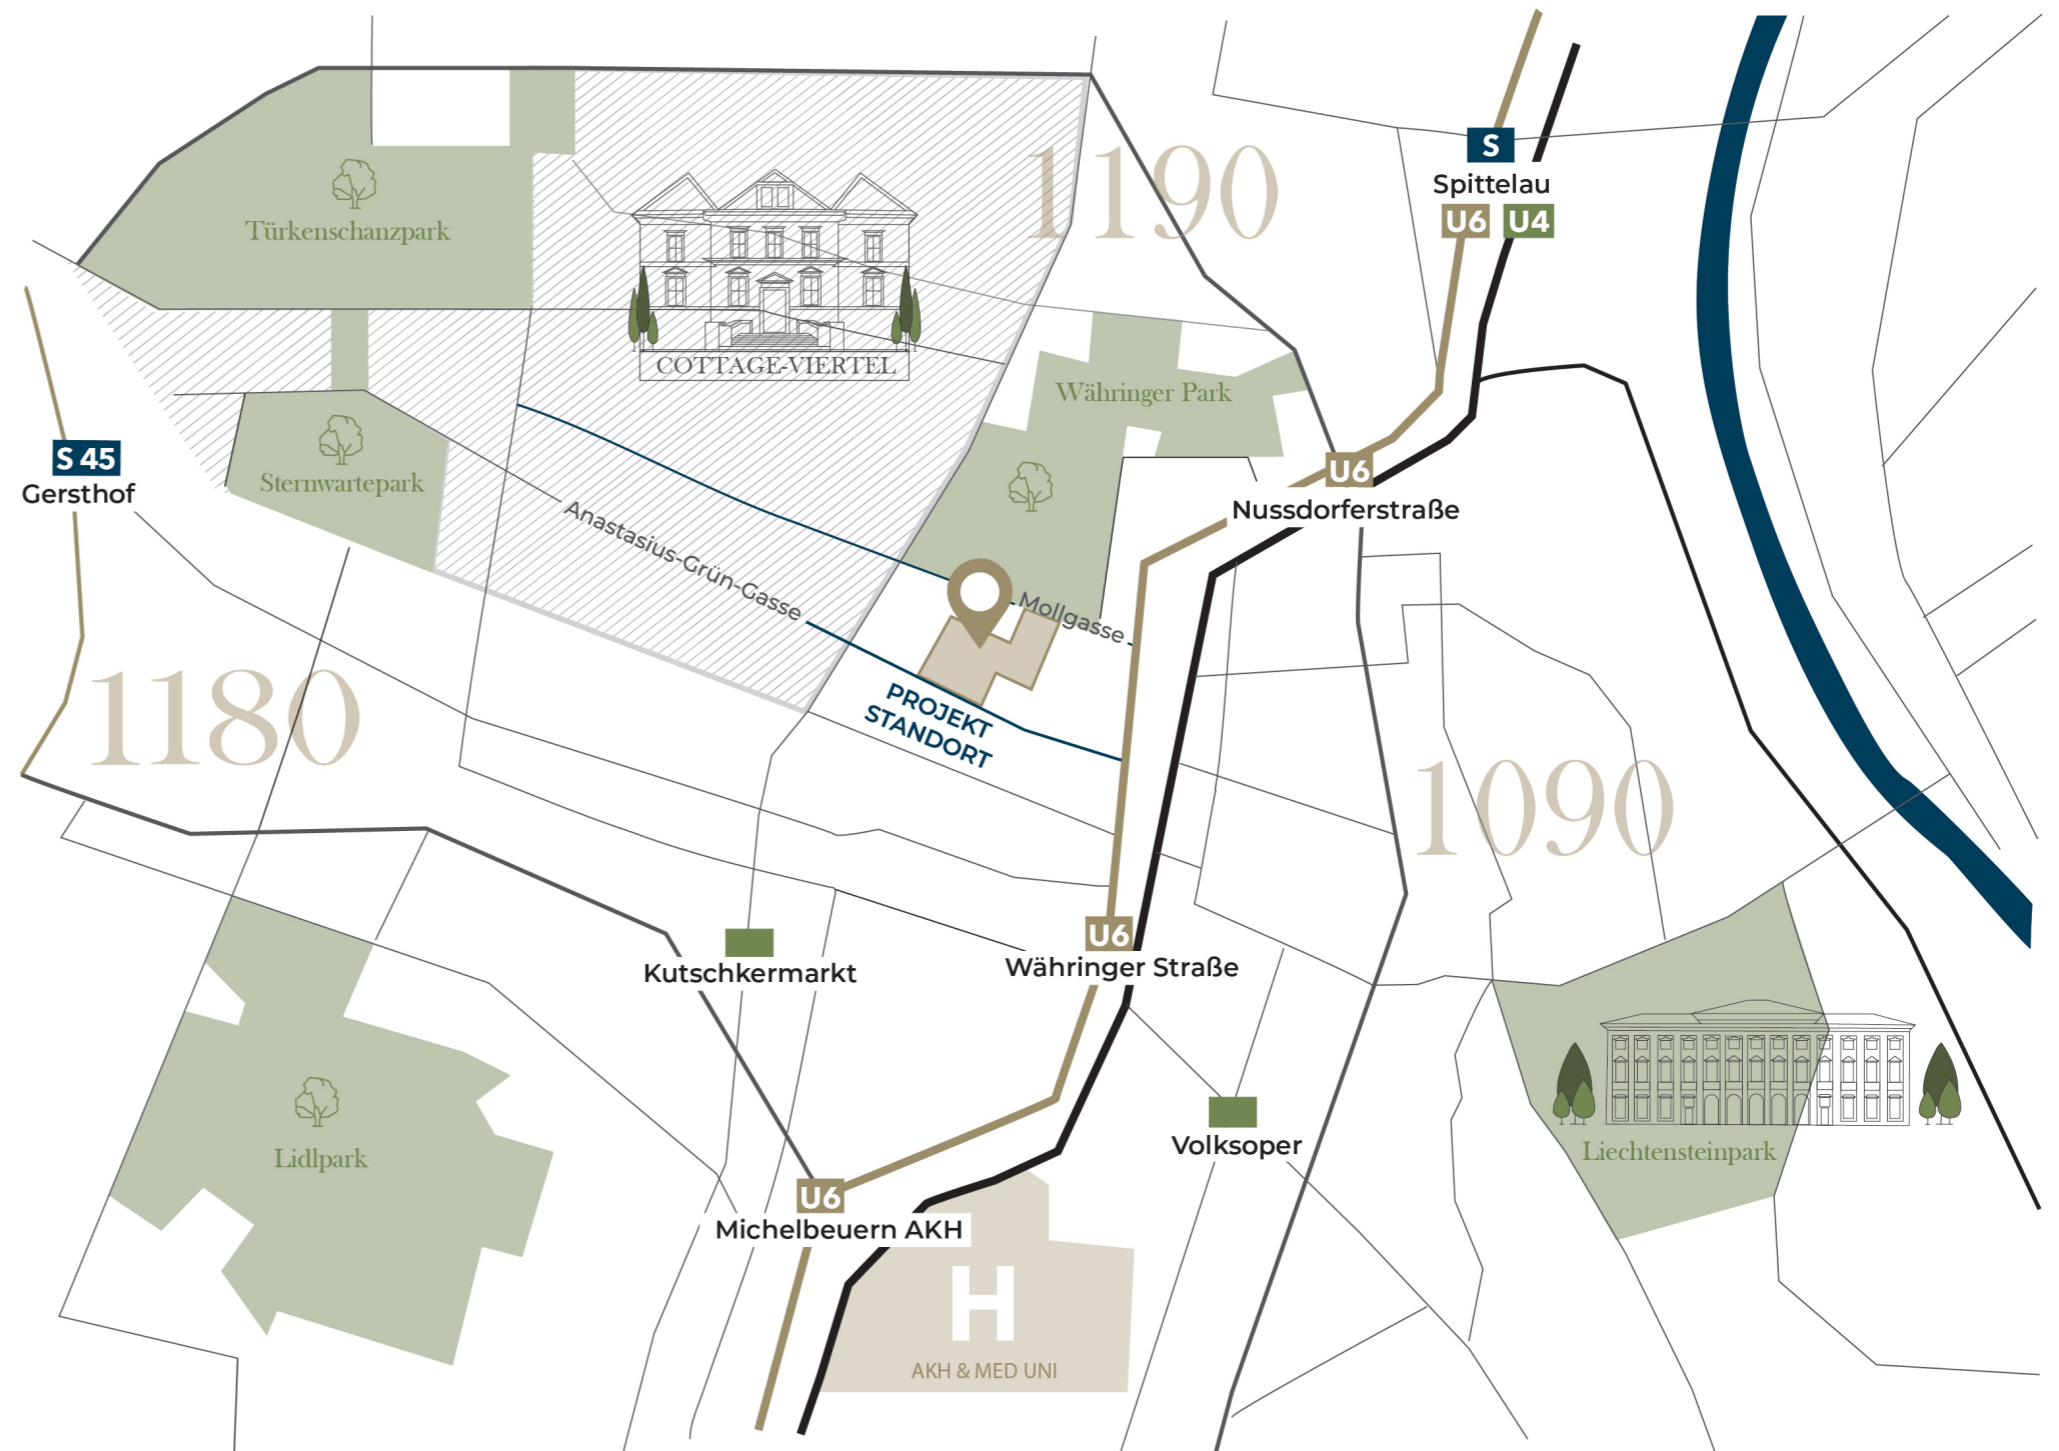 1190
S
Spittelau
U6 U4
Türkenschanzpark
COTTAGE-VIERTEL
Währinger Park
S 45
Gersthof
Sternwartepark
U6
Nussdorferstraße
Anastasius-Grün-Gasse
Mollgasse
PROJEKT
STANDORT
1180
1090
U6
Währinger Straße
Kutschkermarkt
Lidlpark
Volksoper
Liechtensteinpark
U6
Michelbeuern AKH
H
AKH & MED UNI